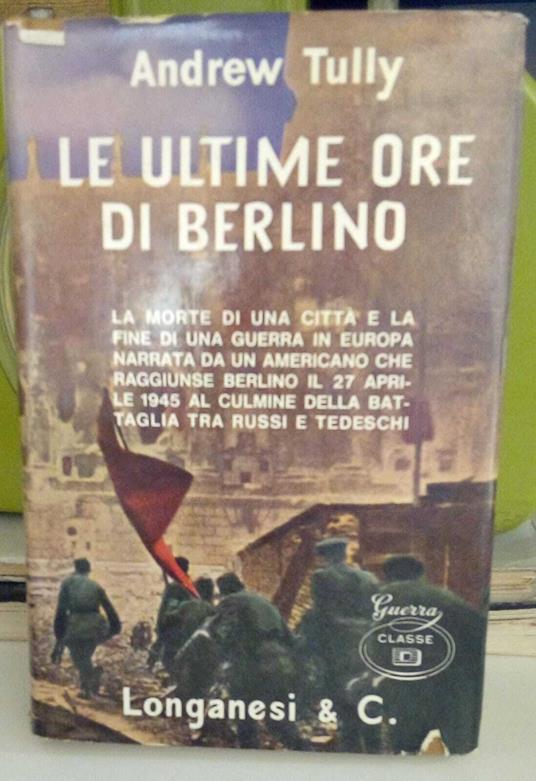 Andrew Tully
LE ULTIME ORE
DI BERLINO
LA MORTE DI UNA CITTÀ E LA
FINE DI UNA GUERRA IN EUROPA
NARRATA DA UN AMERICANO CHE
RAGGIUNSE BERLINO IL 27 APRI-
LE 1945 AL CULMINE DELLA BAT-
TAGLIA TRA RUSSI E TEDESCHI
Guerra
CLASSE
Longanesi & C.